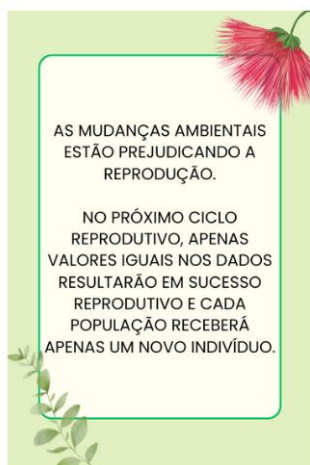 AS MUDANÇAS AMBIENTAIS
ESTÃO PREJUDICANDO A
REPRODUÇÃO.
NO PRÓXIMO CICLO
REPRODUTIVO, APENAS
VALORES IGUAIS NOS DADOS
RESULTARÃO EM SUCESSO
REPRODUTIVO E CADA
POPULAÇÃO RECEBERÁ
APENAS UM NOVO INDIVÍDUO.